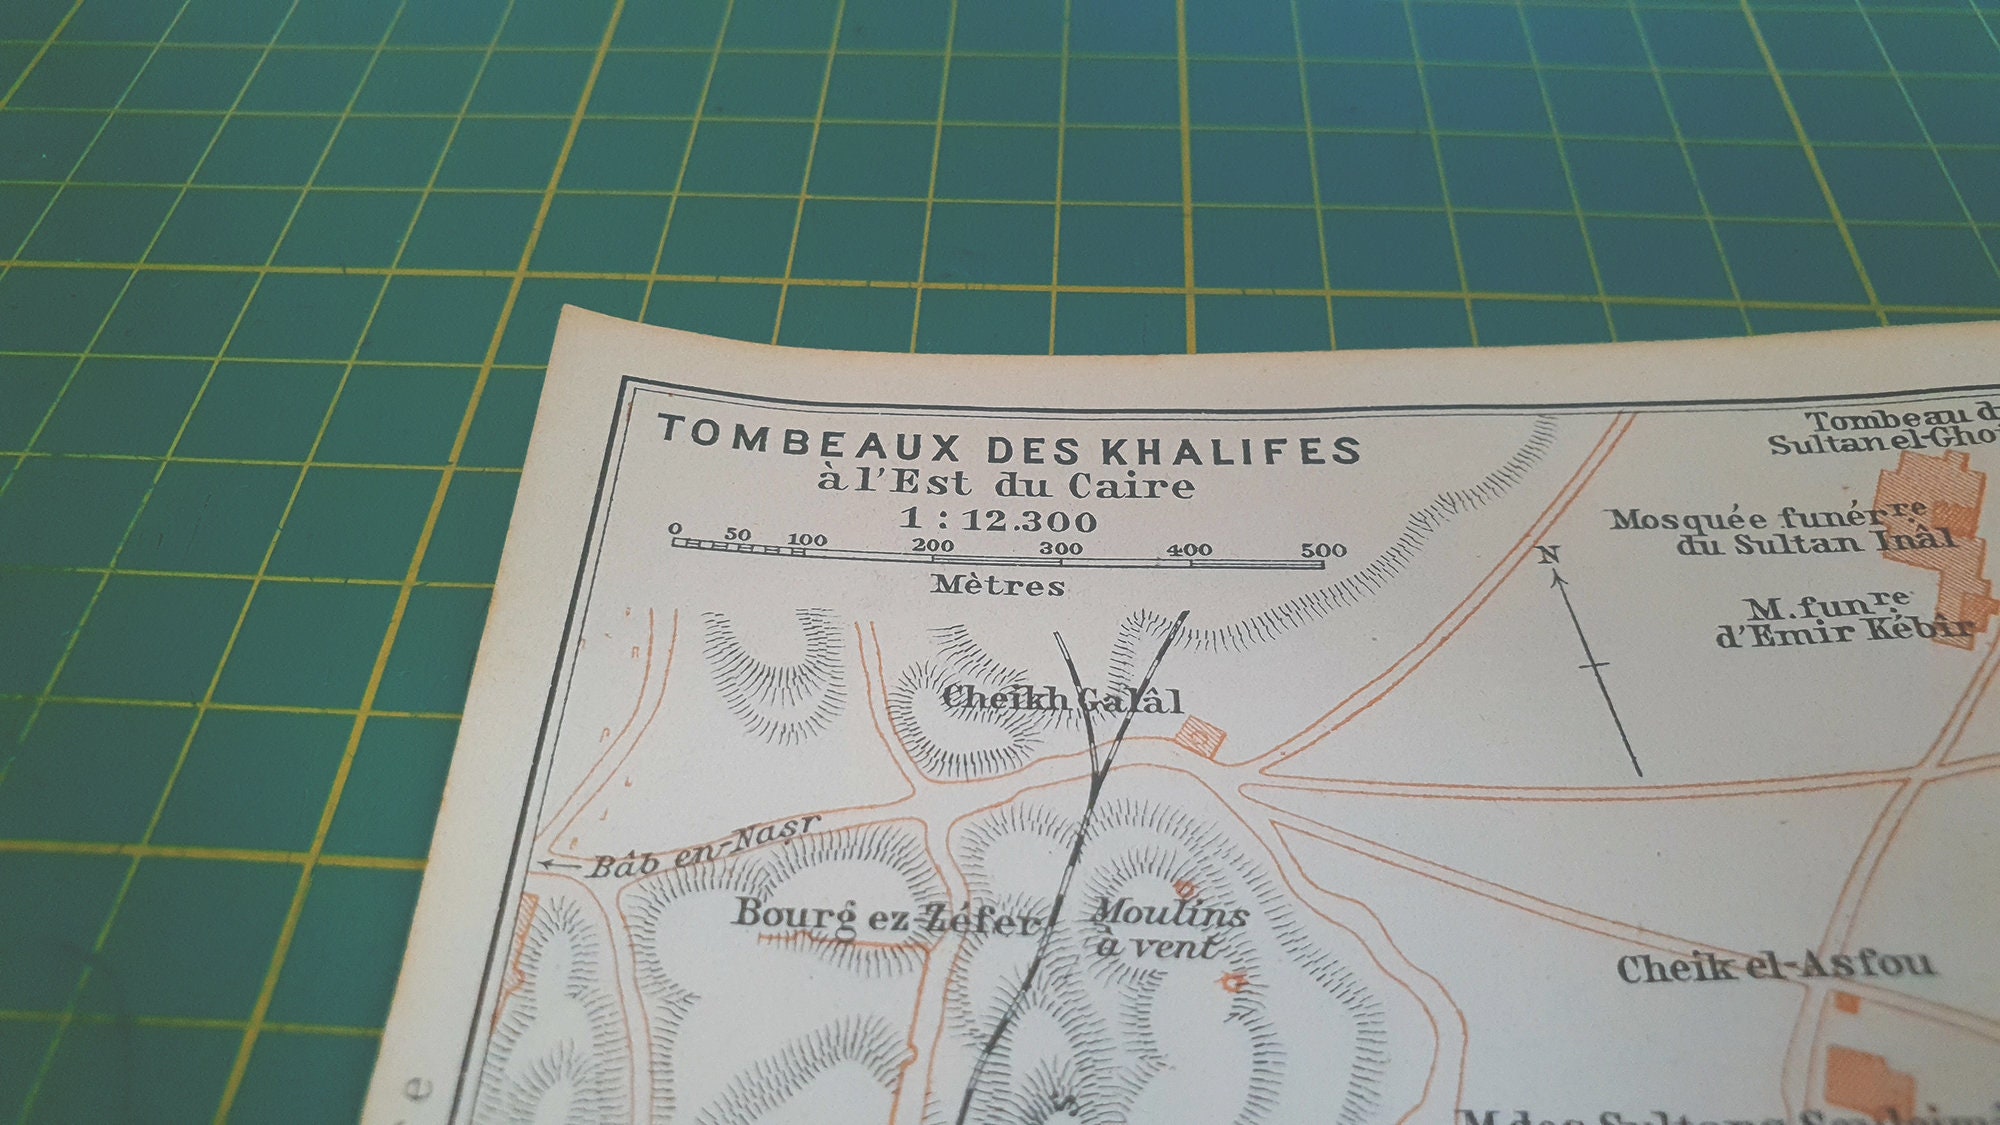 TOMBEAUX DES KHALIFES
à l'Est du Caire
1 : 12.300
0 50 100 200 300 400 500
Mètres
Tombeau d
Sultan el-Gho
Mosquée funérre
du Sultan Inâl
N
M. funre
d'Emir Kébir
Cheikh Galâl
Bâb en-Naṣr
Bourg ez-Zéfer
Moulins
à vent
Cheik el-Asfou
M. des Sultans